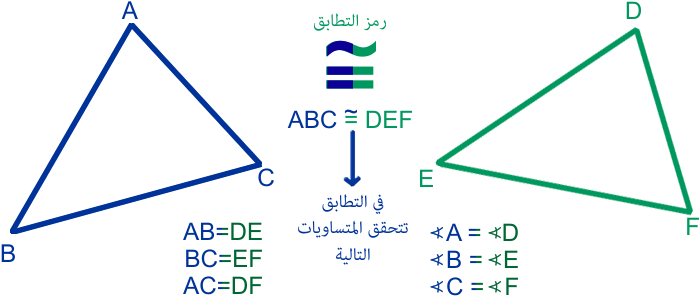 A
رمز التطابق
D
≅
ABC ≅ DEF
C
E
B
F
في التطابق
تتحقق المتساويات
التالية
AB=DE
BC=EF
AC=DF
∢A = ∢D
∢B = ∢E
∢C = ∢F